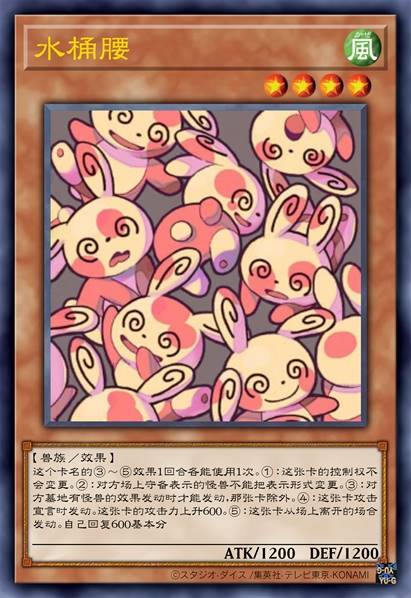 水桶腰
風
【兽族／效果】
这个卡名的③～⑤效果1回合各能使用1次。①：这张卡的控制权不
会变更。②：对方场上守备表示的怪兽不能把表示形式变更。③：对
方墓地有怪兽的效果发动时才能发动，那张卡除外。④：这张卡攻击
宣言时发动。这张卡的攻击力上升600。⑤：这张卡从场上离开的场合
发动。自己回复600基本分
ATK/1200 DEF/1200
©スタジオ・ダイス /集英社・テレビ東京・KONAMI